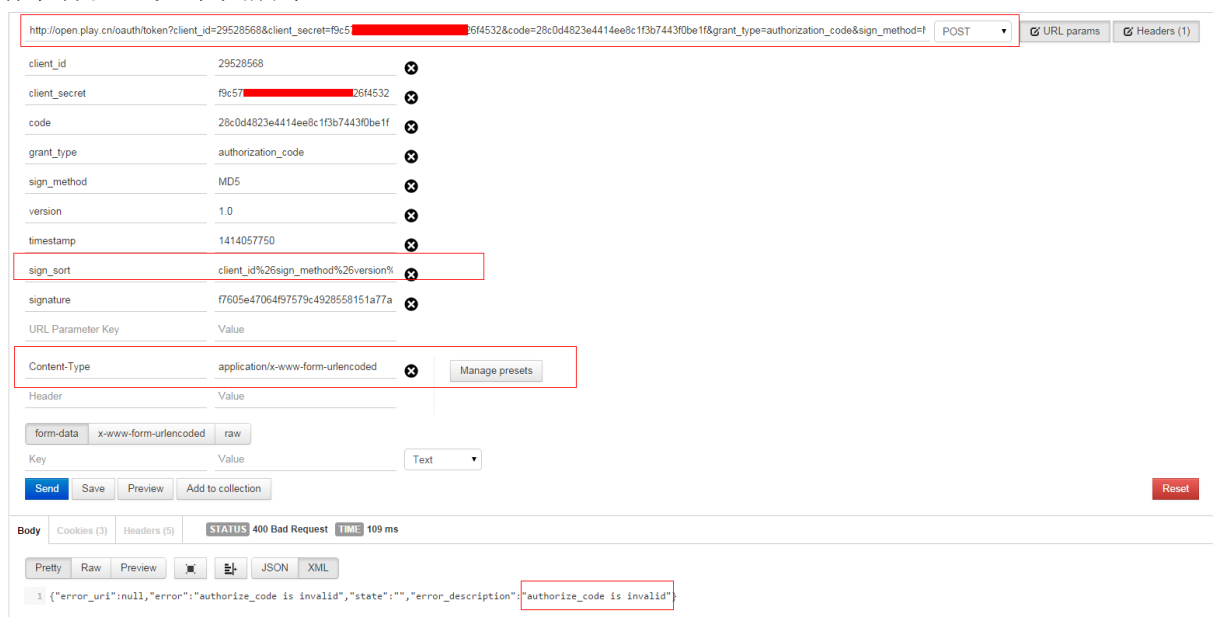 http://open.play.cn/oauth/token?client_id=29528568&client_secret=f9c57 26f4532&code=28c0d4823e4414ee8c1f3b7443f0be1f&grant_type=authorization_code&sign_method=M POST URL params Headers (1)
client_id 29528568
client_secret f9c57 26f4532
code 28c0d4823e4414ee8c1f3b7443f0be1f
grant_type authorization_code
sign_method MD5
version 1.0
timestamp 1414057750
sign_sort client_id%26sign_method%26version%
signature f7605e47064f97579c4928558151a77a
URL Parameter Key Value
Content-Type application/x-www-form-urlencoded Manage presets
Header Value
form-data x-www-form-urlencoded raw
Key Value Text
Send Save Preview Add to collection Reset
Body Cookies (3) Headers (5) STATUS 400 Bad Request TIME 109 ms
Pretty Raw Preview JSON XML
1 {"error_uri":null,"error":"authorize_code is invalid","state":"","error_description":"authorize_code is invalid"}